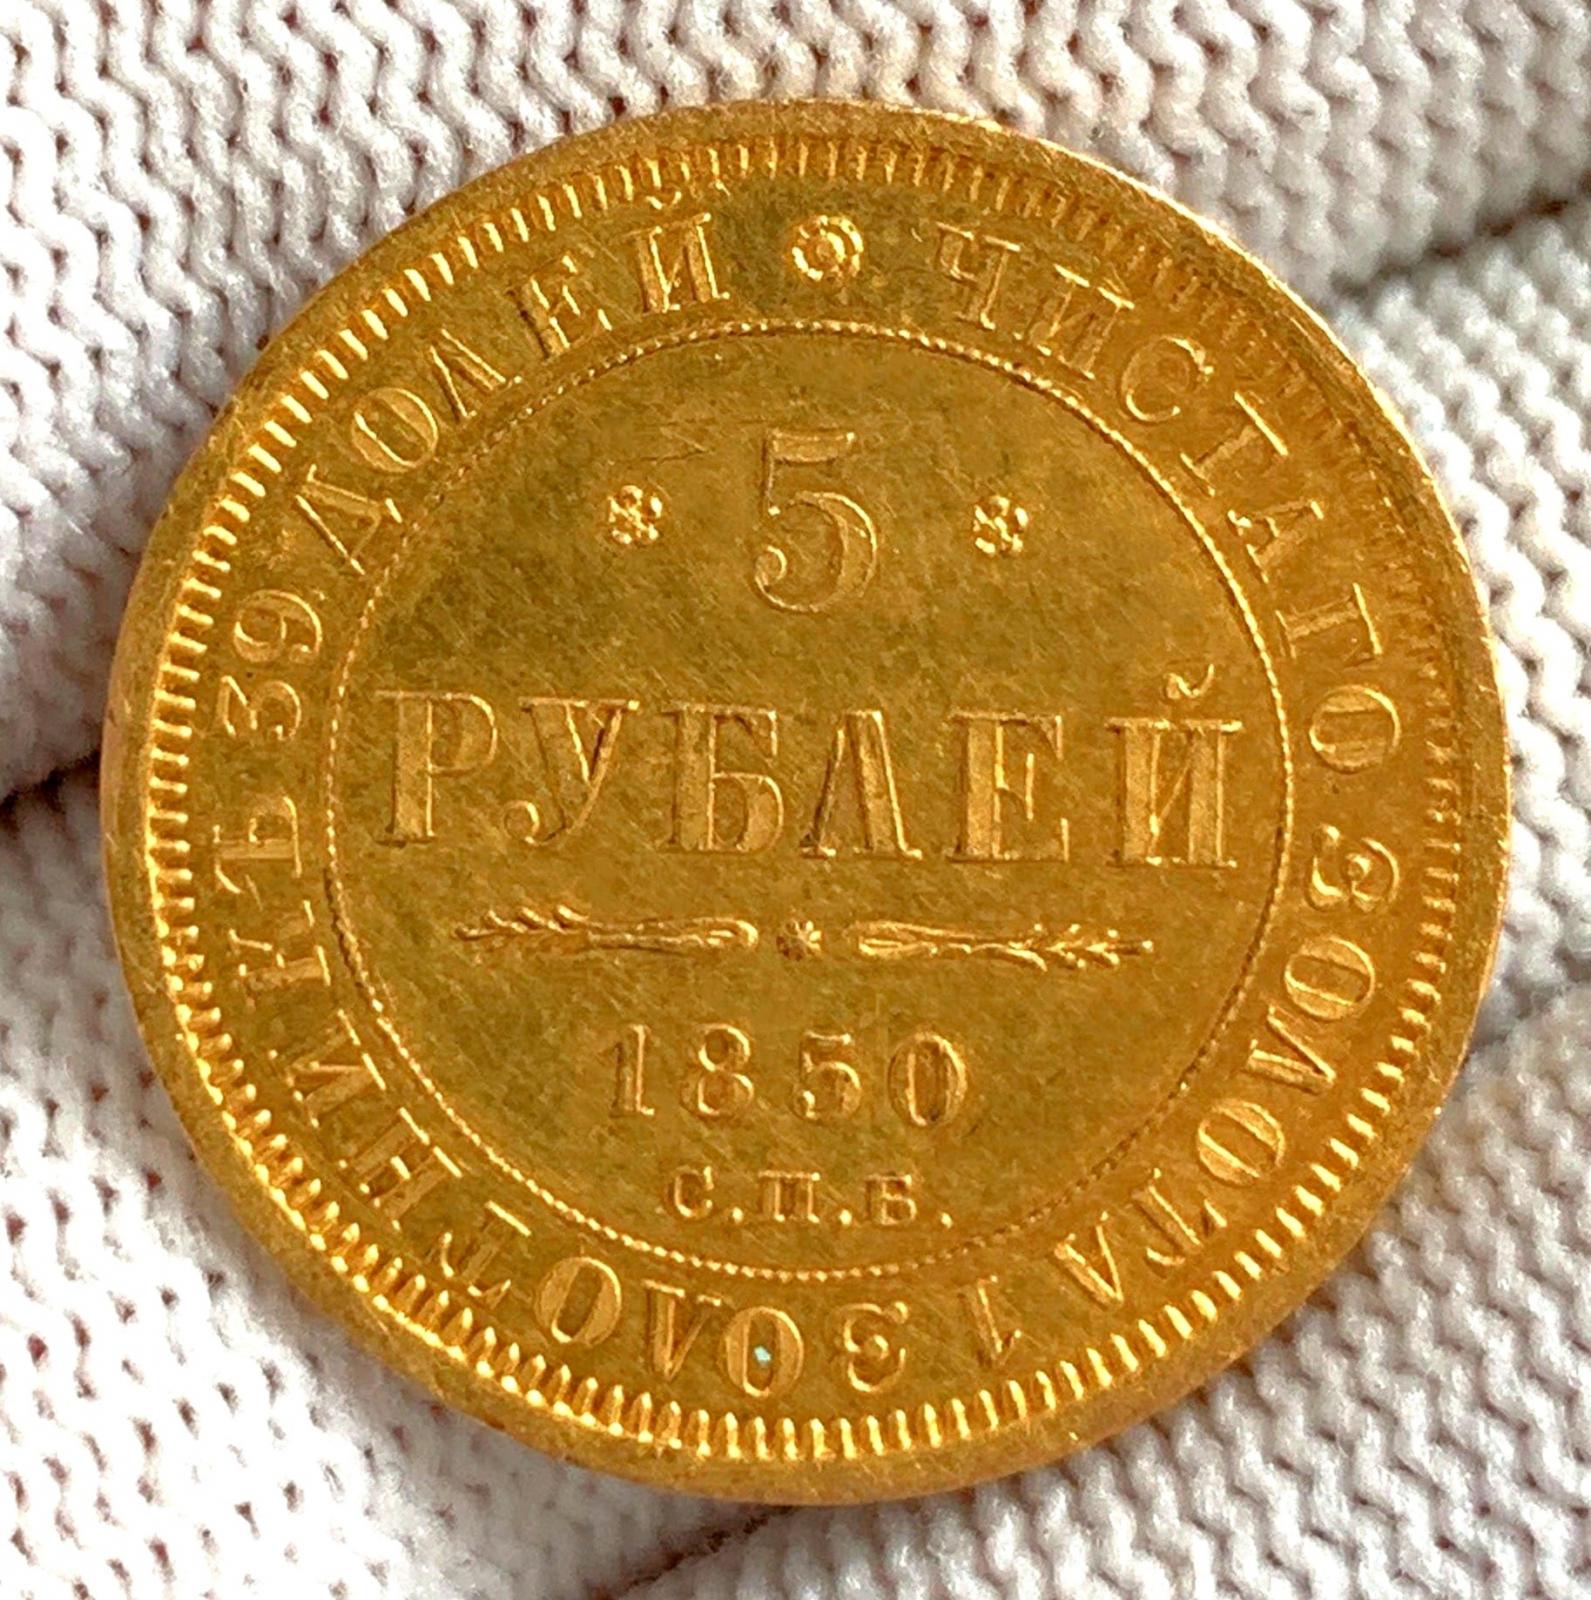 ЧИСТАГО ЗОЛОТА 1 ЗОЛОТНИКЪ 39 ДОЛЕЙ
5
РУБЛЕЙ
1850
С.П.Б.